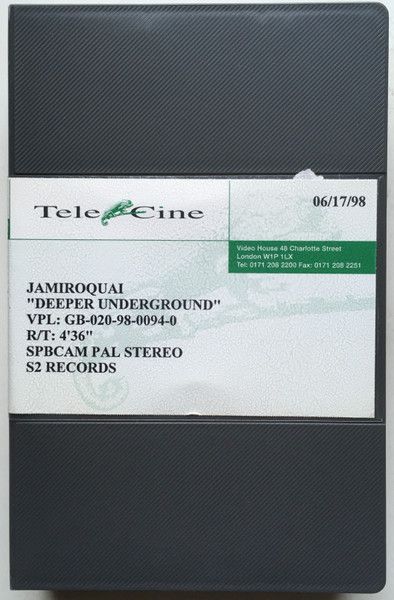 06/17/98
Tele Cine
Video House 48 Charlotte Street
London W1P 1LX
Tel: 0171 208 2200 Fax: 0171 208 2251
JAMIROQUAI
"DEEPER UNDERGROUND"
VPL: GB-020-98-0094-0
R/T: 4'36"
SPBCAM PAL STEREO
S2 RECORDS